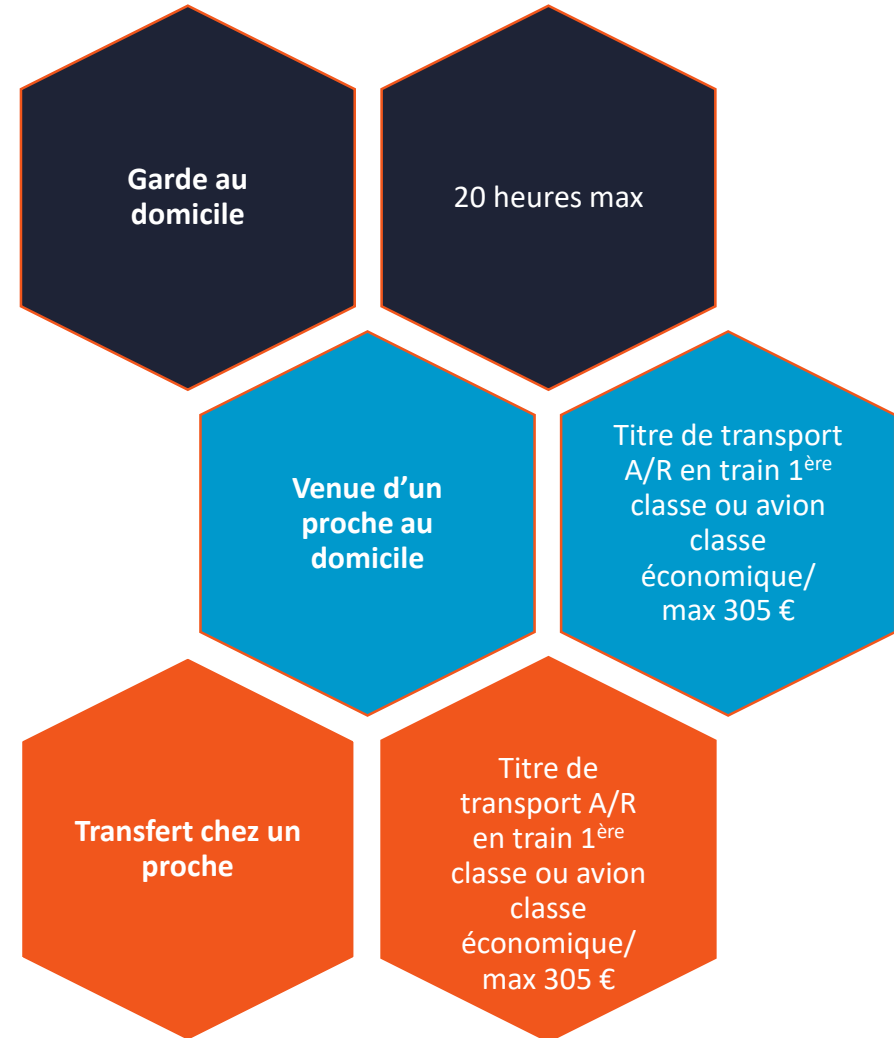 Garde au
domicile
20 heures max
Venue d’un
proche au
domicile
Titre de transport
A/R en train 1ère
classe ou avion
classe
économique/
max 305 €
Transfert chez un
proche
Titre de
transport A/R
en train 1ère
classe ou avion
classe
économique/
max 305 €